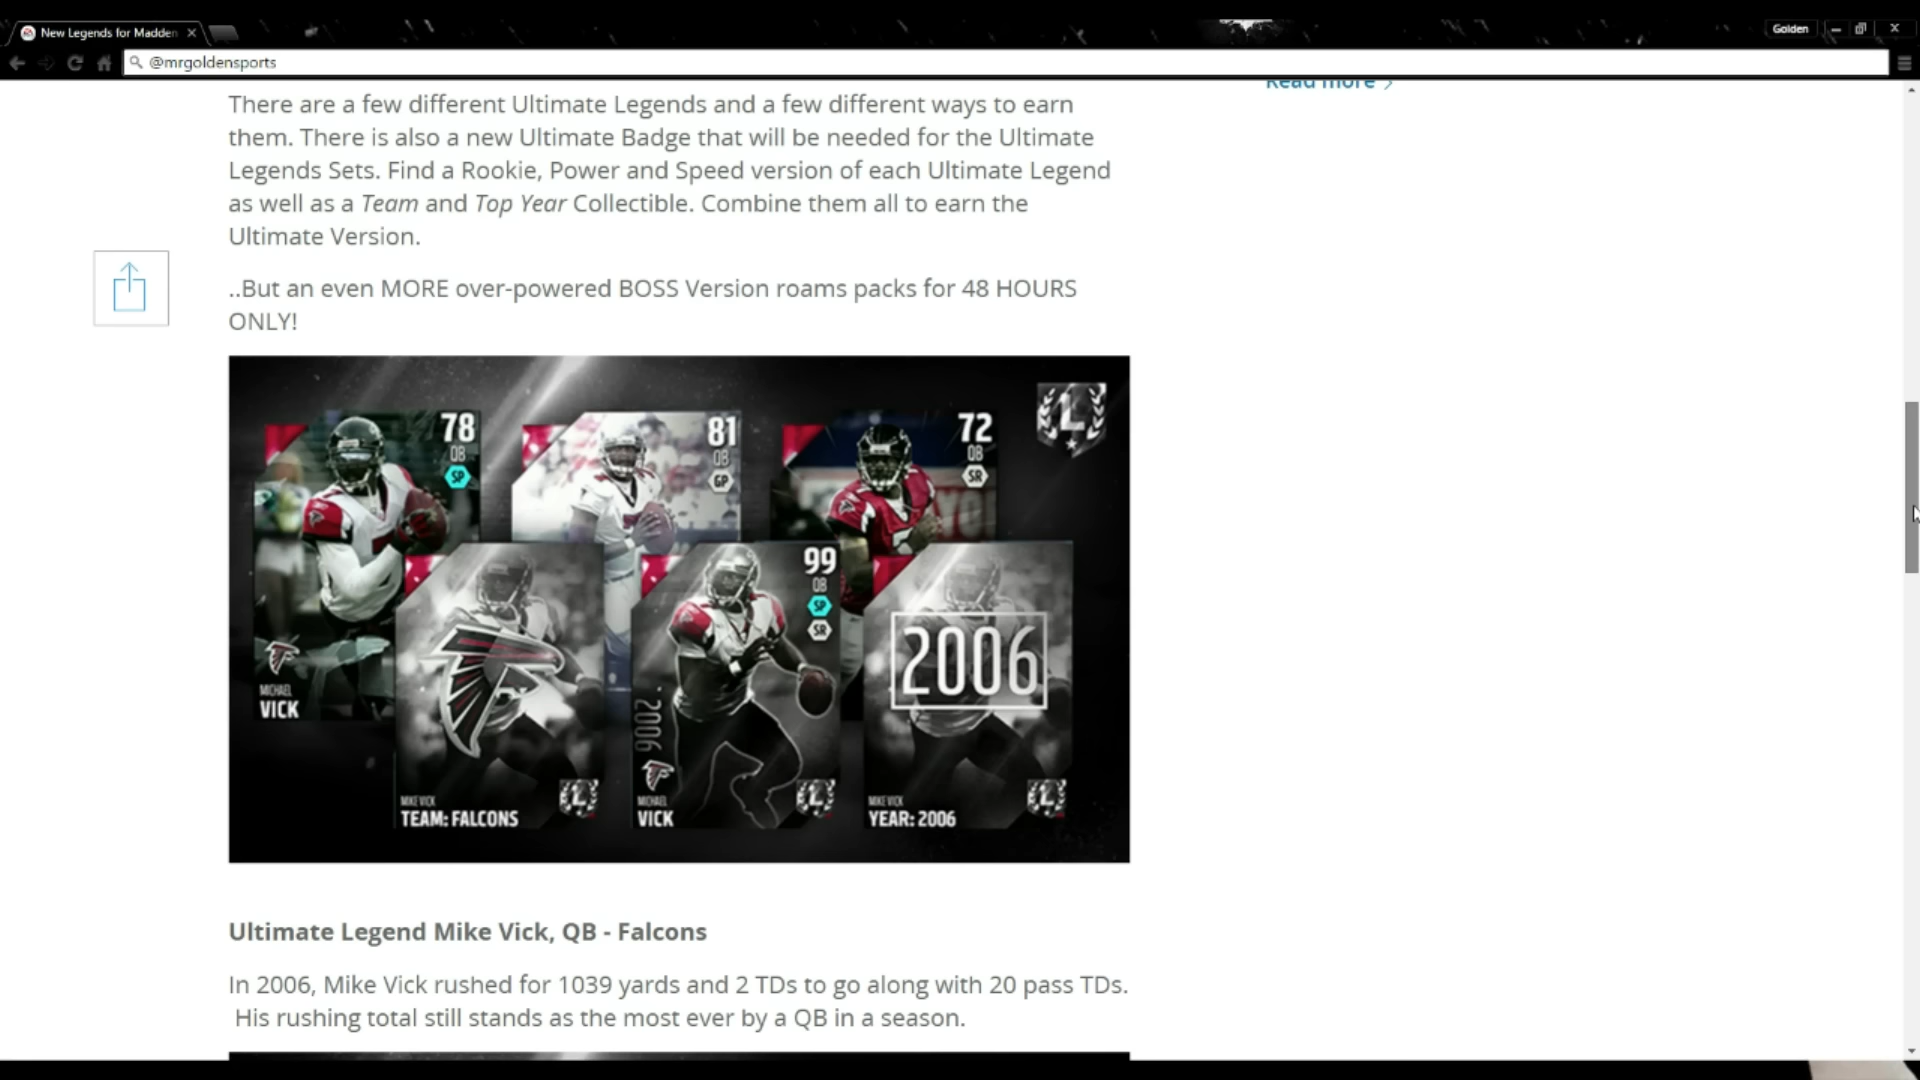 New Legends for Madden
Golden
@mrgoldensports
Read more
There are a few different Ultimate Legends and a few different ways to earn
them. There is also a new Ultimate Badge that will be needed for the Ultimate
Legends Sets. Find a Rookie, Power and Speed version of each Ultimate Legend
as well as a Team and Top Year Collectible. Combine them all to earn the
Ultimate Version.
..But an even MORE over-powered BOSS Version roams packs for 48 HOURS
ONLY!
78
QB
SP
81
QB
GP
72
QB
SR
L
MICHAEL
VICK
MIKE VICK
TEAM: FALCONS
L
99
QB
SP
SR
2006
MICHAEL
VICK
L
2006
MIKE VICK
YEAR: 2006
L
Ultimate Legend Mike Vick, QB - Falcons
In 2006, Mike Vick rushed for 1039 yards and 2 TDs to go along with 20 pass TDs.
His rushing total still stands as the most ever by a QB in a season.